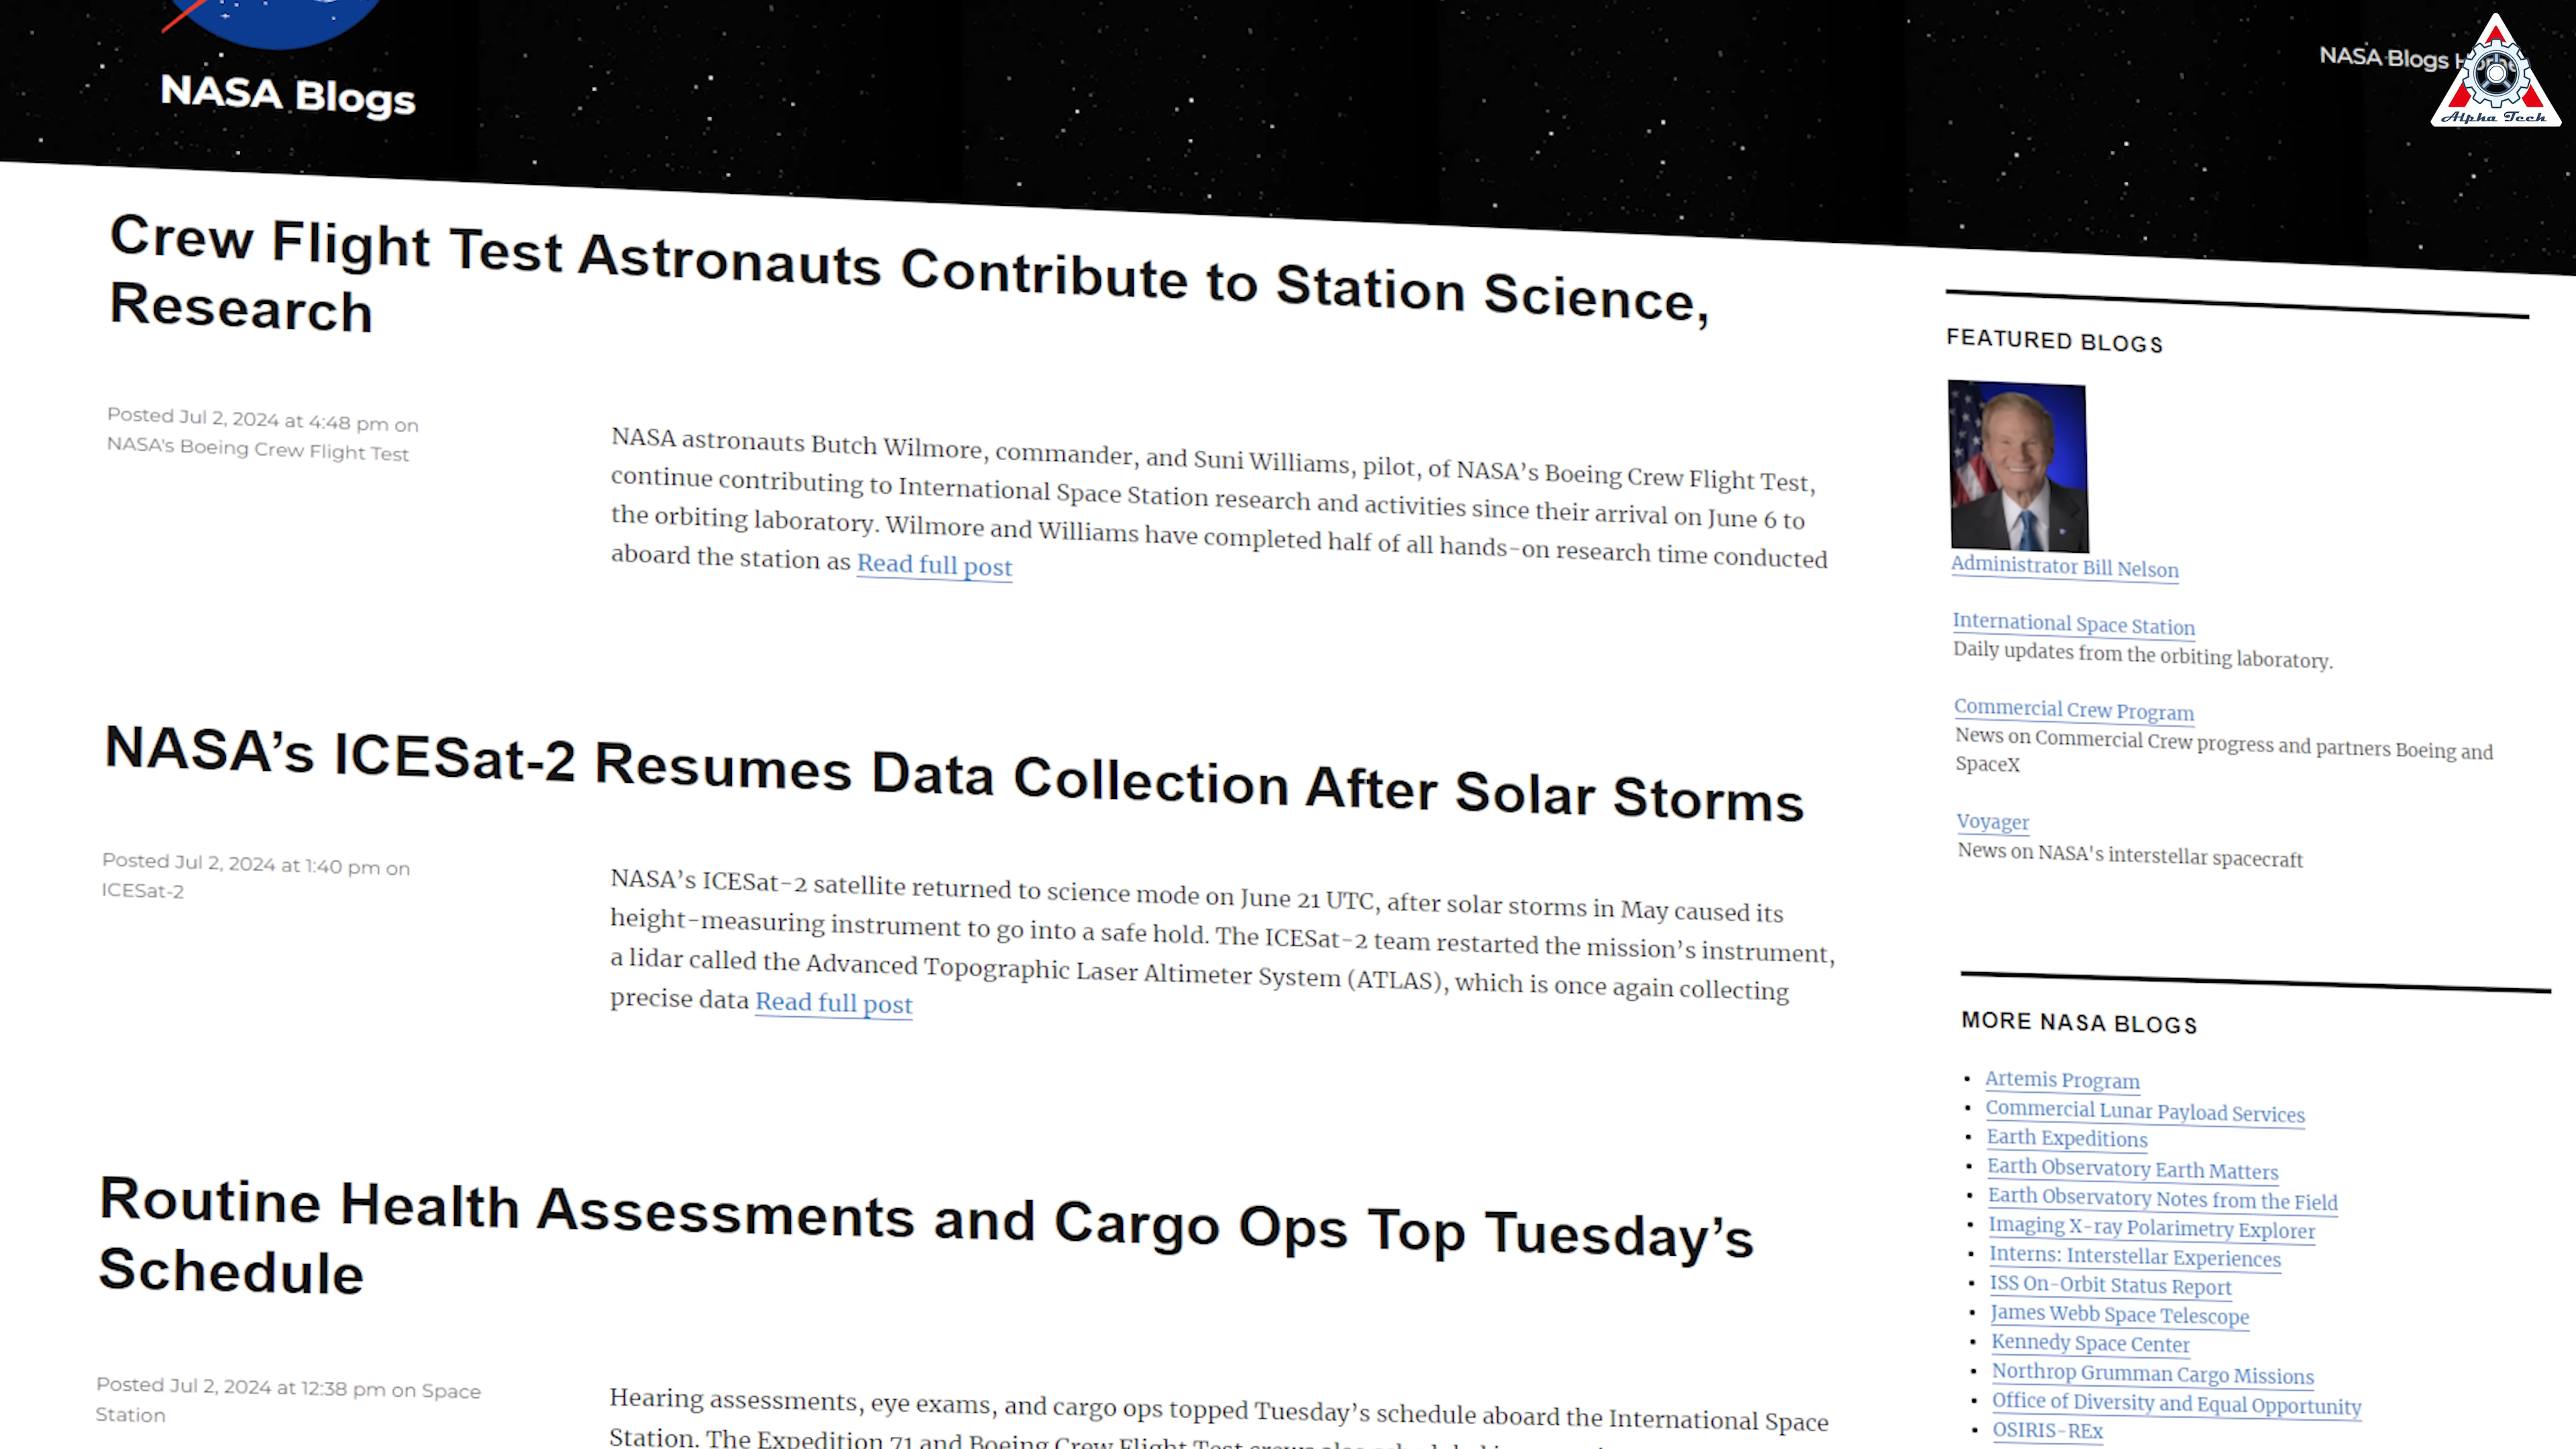 NASA Blogs
NASA Blogs
Alpha Tech
Crew Flight Test Astronauts Contribute to Station Science,
Research
Posted Jul 2, 2024 at 4:48 pm on
NASA's Boeing Crew Flight Test
NASA astronauts Butch Wilmore, commander, and Suni Williams, pilot, of NASA's Boeing Crew Flight Test,
continue contributing to International Space Station research and activities since their arrival on June 6 to
the orbiting laboratory. Wilmore and Williams have completed half of all hands-on research time conducted
aboard the station as Read full post
NASA's ICESat-2 Resumes Data Collection After Solar Storms
Posted Jul 2, 2024 at 1:40 pm on
ICESat-2
NASA's ICESat-2 satellite returned to science mode on June 21 UTC, after solar storms in May caused its
height-measuring instrument to go into a safe hold. The ICESat-2 team restarted the mission's instrument,
a lidar called the Advanced Topographic Laser Altimeter System (ATLAS), which is once again collecting
precise data Read full post
Routine Health Assessments and Cargo Ops Top Tuesday's
Schedule
Posted Jul 2, 2024 at 12:38 pm on Space
Station
Hearing assessments, eye exams, and cargo ops topped Tuesday's schedule aboard the International Space
Station. The Expedition 71 and Boeing Crew Flight Test crews also
FEATURED BLOGS
Administrator Bill Nelson
International Space Station
Daily updates from the orbiting laboratory.
Commercial Crew Program
News on Commercial Crew progress and partners Boeing and
SpaceX
Voyager
News on NASA's interstellar spacecraft
MORE NASA BLOGS
Artemis Program
Commercial Lunar Payload Services
Earth Expeditions
Earth Observatory Earth Matters
Earth Observatory Notes from the Field
Imaging X-ray Polarimetry Explorer
Interns: Interstellar Experiences
ISS On-Orbit Status Report
James Webb Space Telescope
Kennedy Space Center
Northrop Grumman Cargo Missions
Office of Diversity and Equal Opportunity
OSIRIS-REx